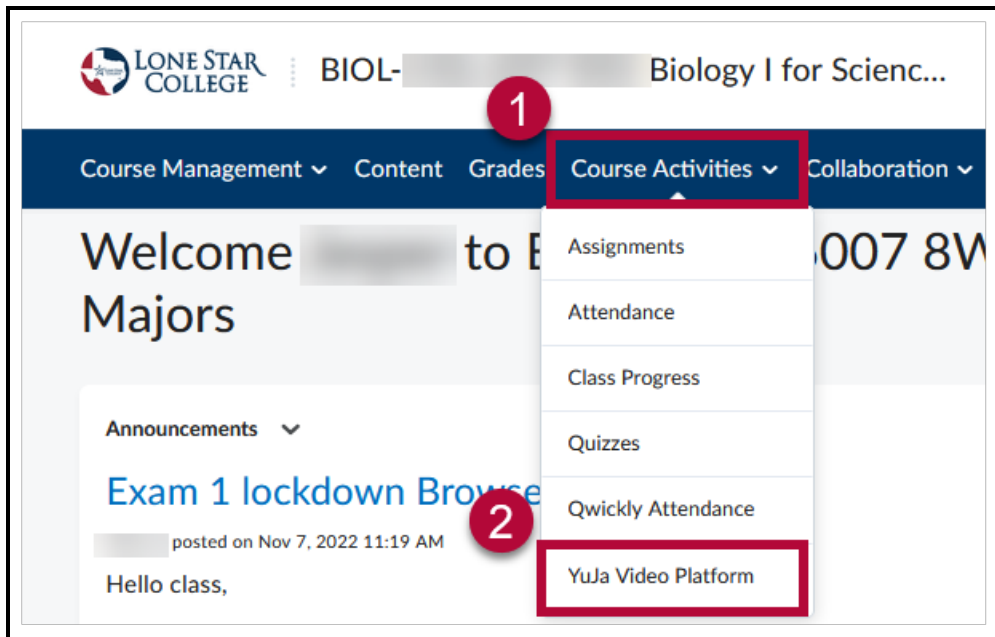 LONE STAR
COLLEGE
BIOL- Biology I for Scienc...
1
Course Management Content Grades Course Activities Collaboration
Welcome to 007 8W
Majors
Assignments
Attendance
Class Progress
Quizzes
Qwickly Attendance
YuJa Video Platform
Announcements
Exam 1 lockdown Browse
2
posted on Nov 7, 2022 11:19 AM
Hello class,